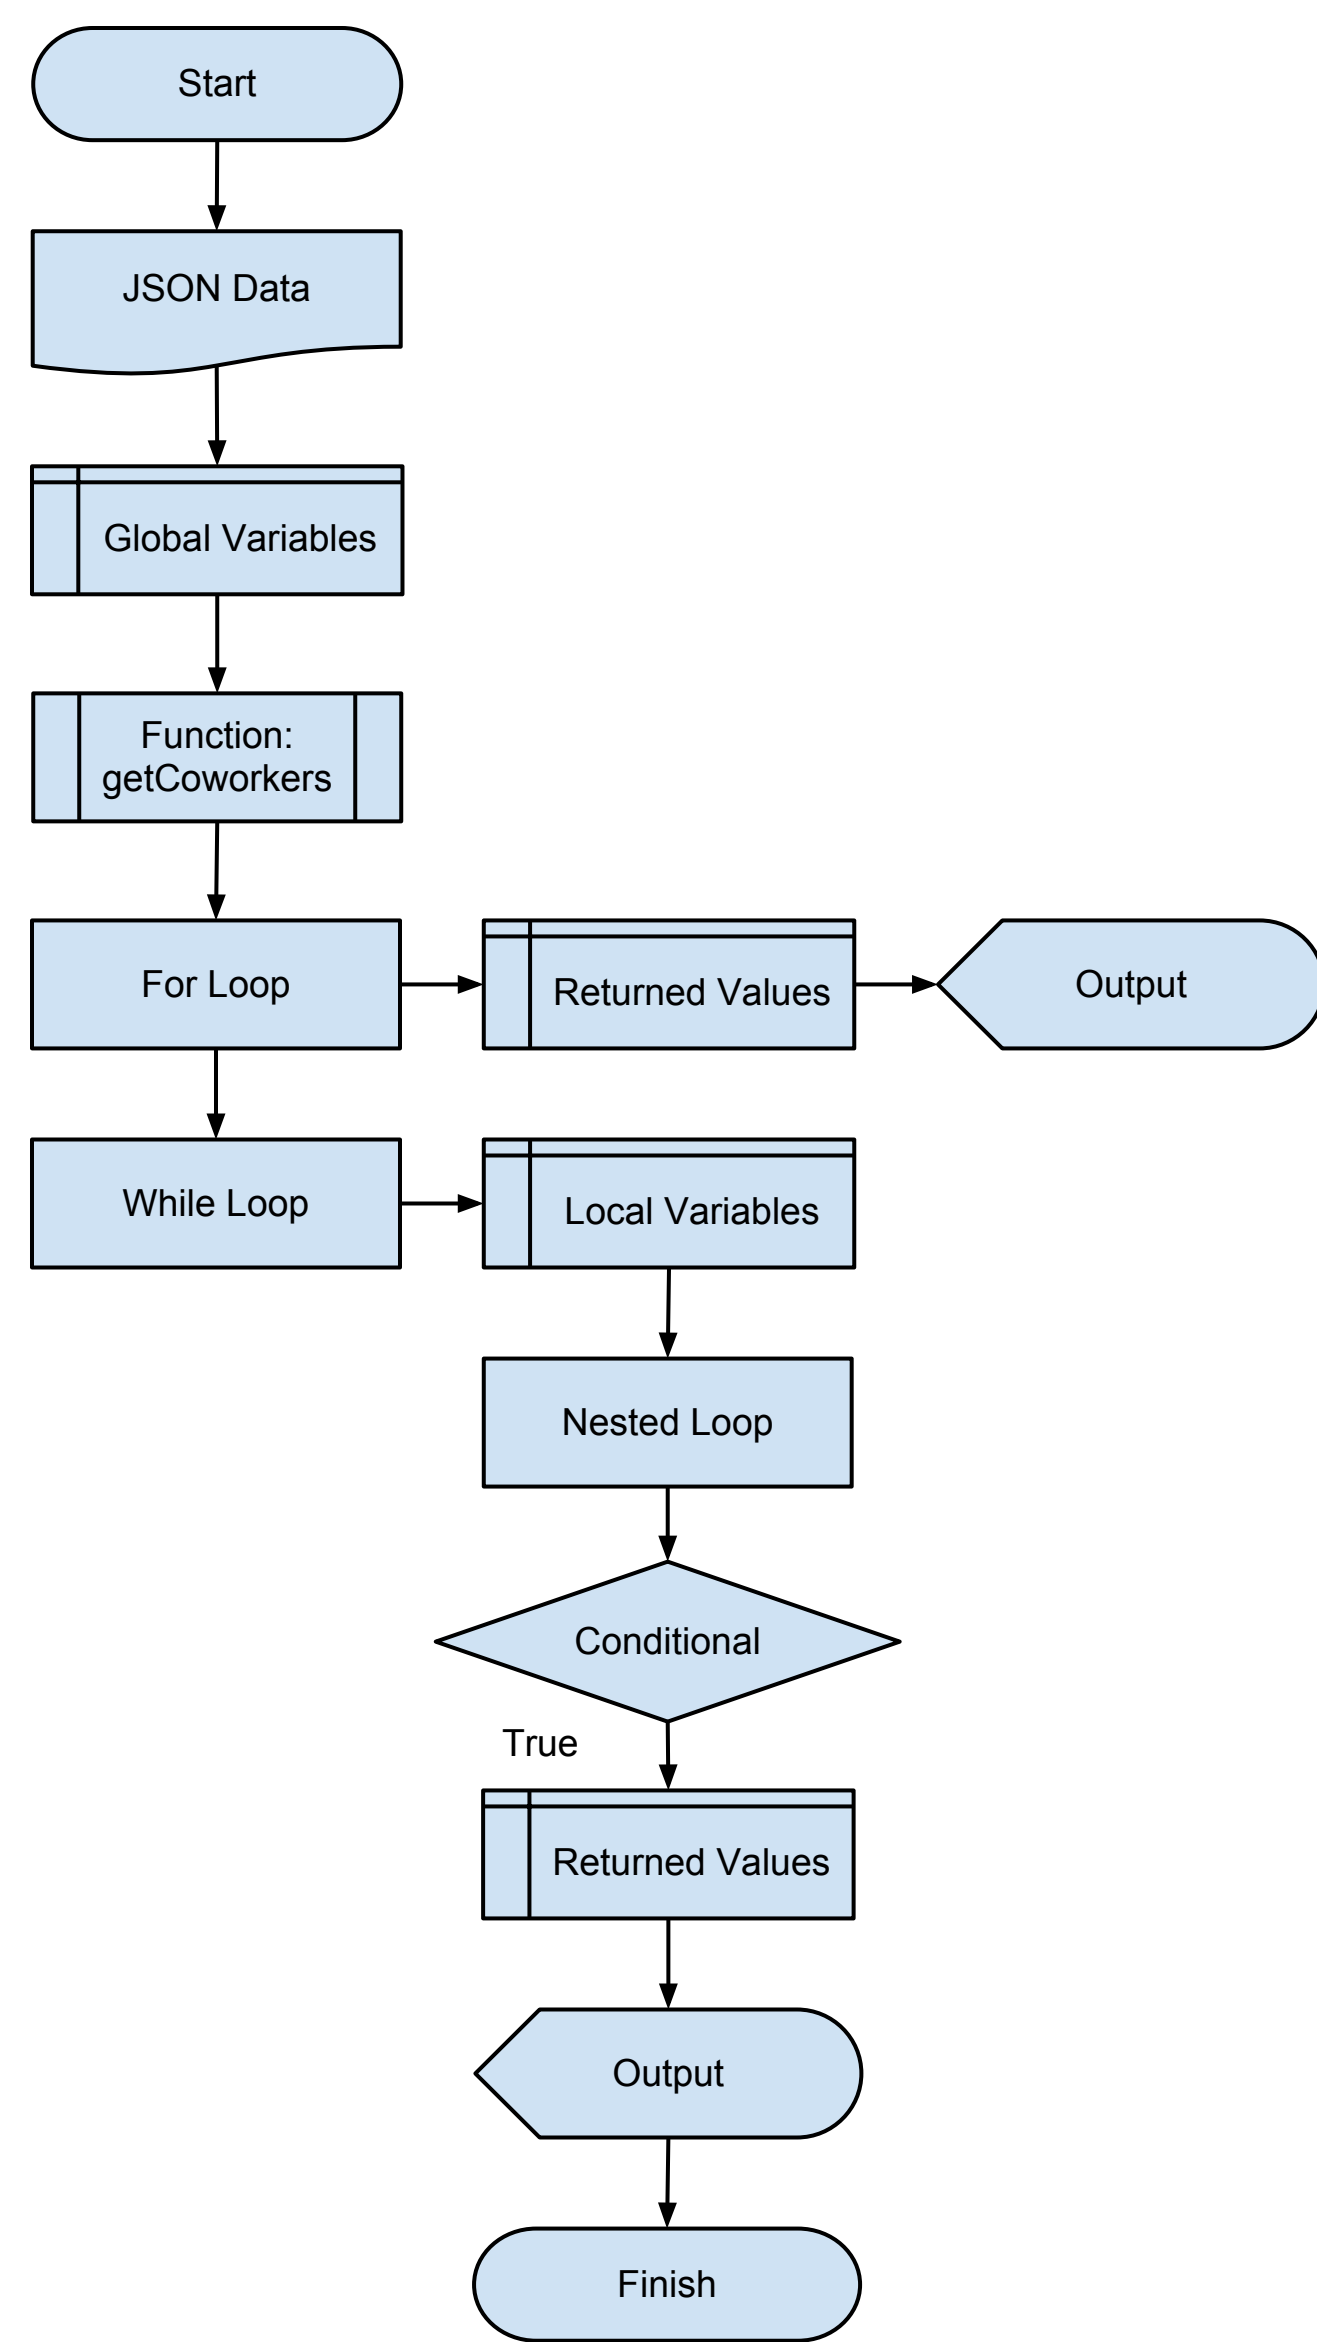 Start
JSON Data
Global Variables
Function:
getCoworkers
For Loop
Returned Values
Output
While Loop
Local Variables
Nested Loop
Conditional
True
Returned Values
Output
Finish